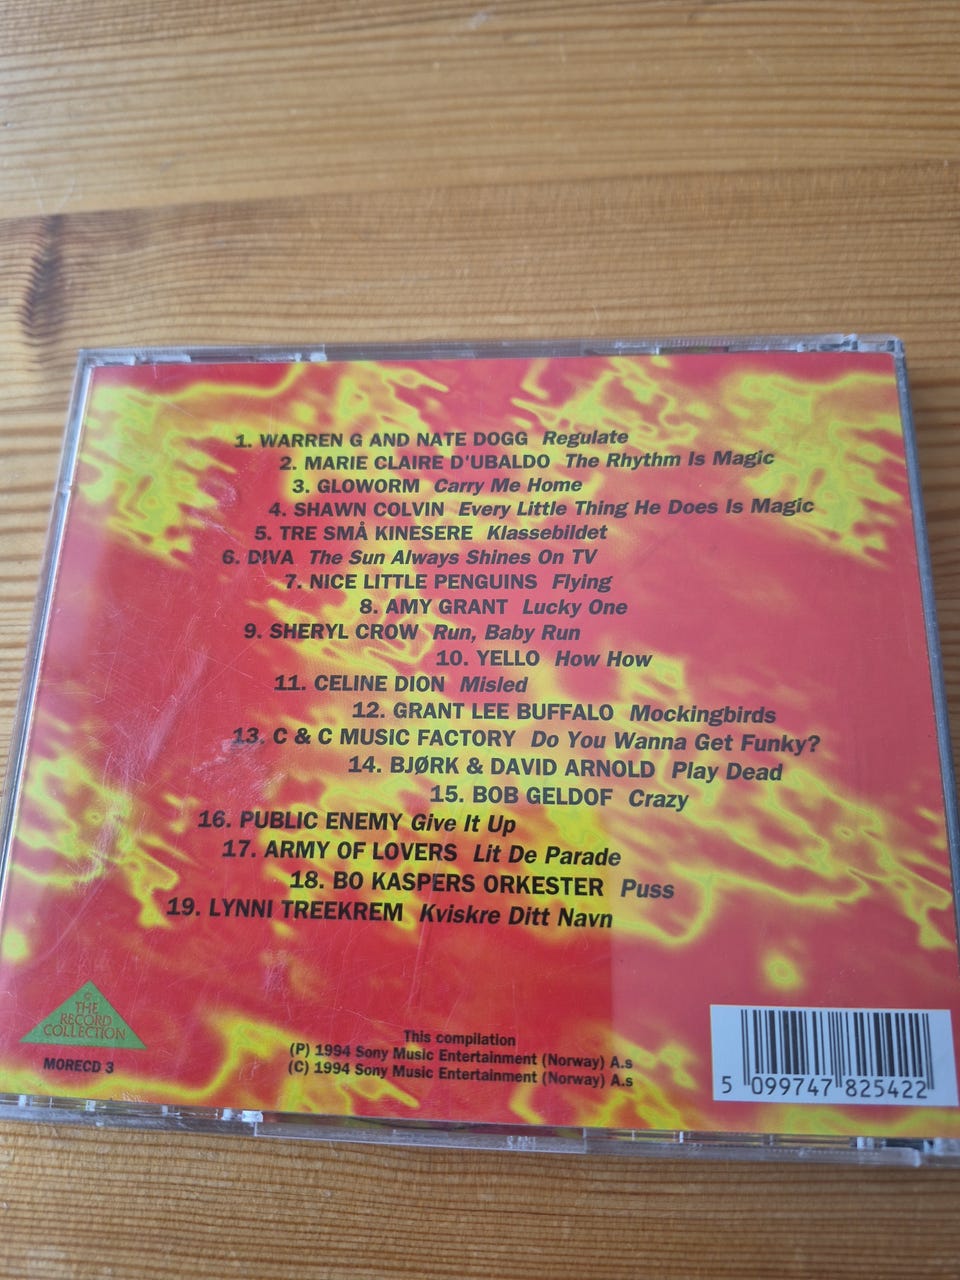 1. WARREN G AND NATE DOGG Regulate
2. MARIE CLAIRE D'UBALDO The Rhythm Is Magic
3. GLOWORM Carry Me Home
4. SHAWN COLVIN Every Little Thing He Does Is Magic
5. TRE SMÅ KINESERE Klassebildet
6. DIVA The Sun Always Shines On TV
7. NICE LITTLE PENGUINS Flying
8. AMY GRANT Lucky One
9. SHERYL CROW Run, Baby Run
10. YELLO How How
11. CELINE DION Misled
12. GRANT LEE BUFFALO Mockingbirds
13. C & C MUSIC FACTORY Do You Wanna Get Funky?
14. BJØRK & DAVID ARNOLD Play Dead
15. BOB GELDOF Crazy
16. PUBLIC ENEMY Give It Up
17. ARMY OF LOVERS Lit De Parade
18. BO KASPERS ORKESTER Puss
19. LYNNI TREEKREM Kviskre Ditt Navn
©
THE
RECORD
COLLECTION
MORECD 3
This compilation
(P) 1994 Sony Music Entertainment (Norway) A.s
(C) 1994 Sony Music Entertainment (Norway) A.s
5 099747 825422